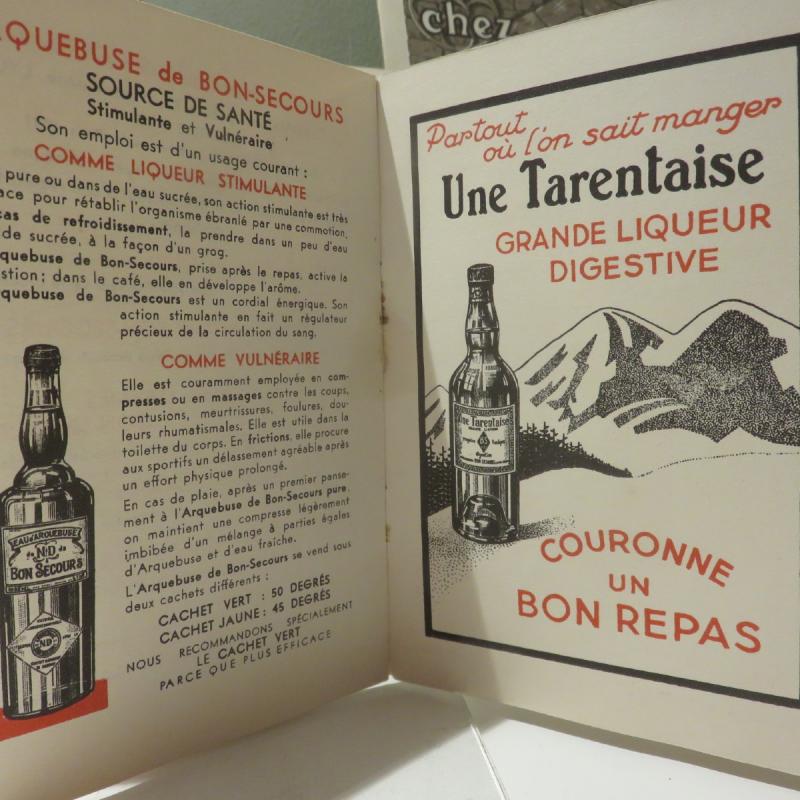 chez
RQUEBUSE de BON-SECOURS
SOURCE DE SANTÉ
Stimulante et Vulnéraire
Son emploi est d'un usage courant :
COMME LIQUEUR STIMULANTE
pure ou dans de l'eau sucrée, son action stimulante est très
ace pour rétablir l'organisme ébranlé par une commotion,
cas de refroidissement, la prendre dans un peu d'eau
de sucrée, à la façon d'un grog.
rquebuse de Bon-Secours, prise après le repas, active la
estion; dans le café, elle en développe l'arôme.
rquebuse de Bon-Secours est un cordial énergique. Son
action stimulante en fait un régulateur
précieux de la circulation du sang.
COMME VULNÉRAIRE
Elle est couramment employée en com-
presses ou en massages contre les coups,
contusions, meurtrissures, foulures, dou-
leurs rhumatismales. Elle est utile dans la
toilette du corps. En frictions, elle procure
aux sportifs un délassement agréable après
un effort physique prolongé.
En cas de plaie, après un premier panse-
ment à l'Arquebuse de Bon-Secours pure,
on maintient une compresse légèrement
imbibée d'un mélange à parties égales
d'Arquebuse et d'eau fraîche.
L'Arquebuse de Bon-Secours se vend sous
deux cachets différents :
CACHET VERT : 50 DEGRÉS
CACHET JAUNE : 45 DEGRÉS
NOUS RECOMMANDONS SPÉCIALEMENT
LE CACHET VERT
PARCE QUE PLUS EFFICACE
EAU D'ARQUEBUSE
de N.D de
BON SECOURS
ND
Partout
où l'on sait manger
Une Tarentaise
GRANDE LIQUEUR
DIGESTIVE
Une Tarentaise
COURONNE
UN
BON REPAS